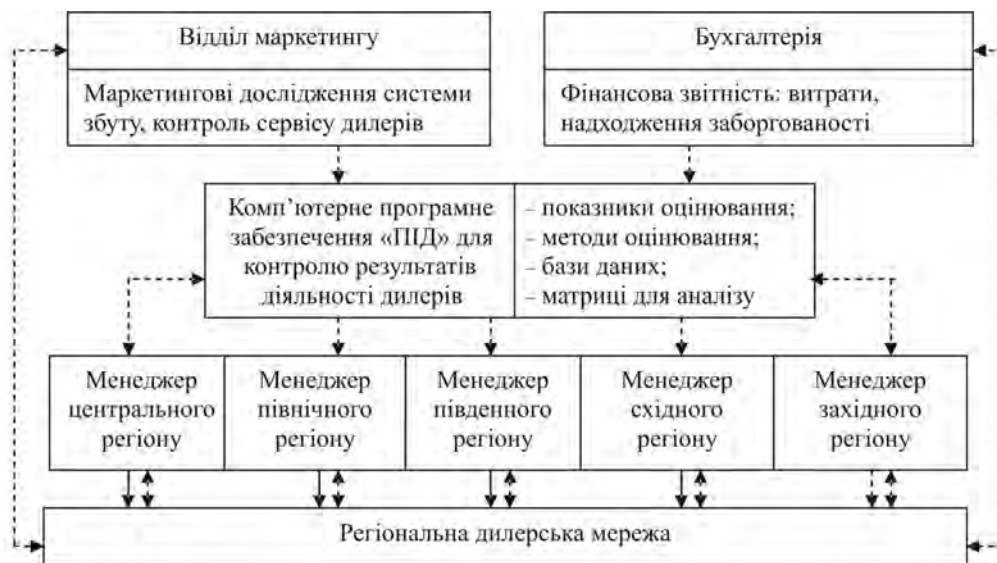 Відділ маркетингу
Маркетингові дослідження системи
збуту, контроль сервісу дилерів
Бухгалтерія
Фінансова звітність: витрати,
надходження заборгованості
Комп’ютерне програмне
забезпечення «ПІД» для
контролю результатів
діяльності дилерів
– показники оцінювання;
– методи оцінювання;
– бази даних;
– матриці для аналізу
Менеджер
центрального
регіону
Менеджер
північного
регіону
Менеджер
південного
регіону
Менеджер
східного
регіону
Менеджер
західного
регіону
Регіональна дилерська мережа